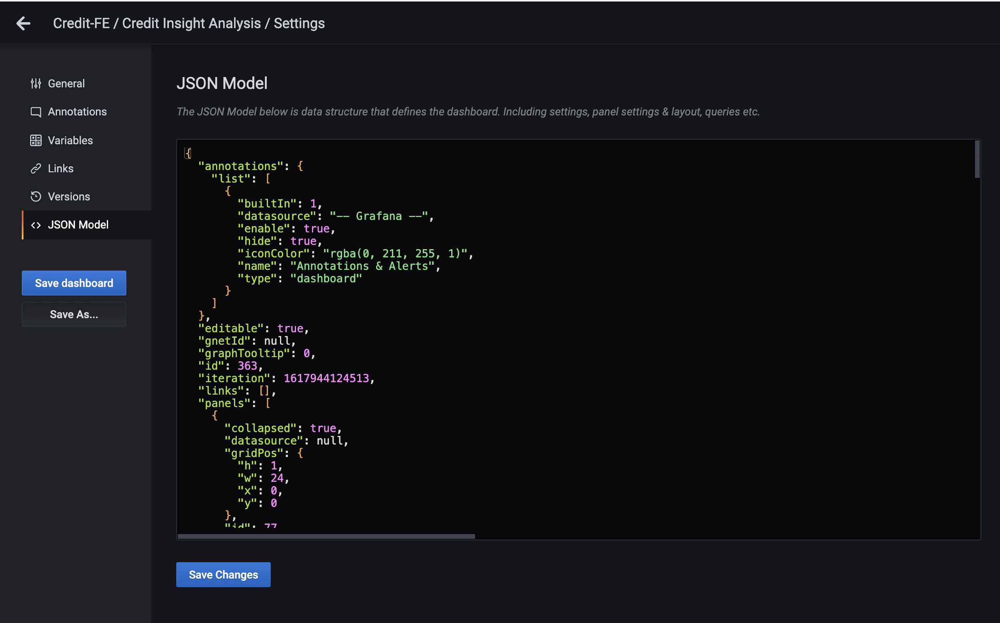 Credit-FE / Credit Insight Analysis / Settings
General
Annotations
Variables
Links
Versions
JSON Model
Save dashboard
Save As...
JSON Model
The JSON Model below is data structure that defines the dashboard. Including settings, panel settings & layout, queries etc.
{
"annotations": {
"list": [
{
"builtIn": 1,
"datasource": "-- Grafana --",
"enable": true,
"hide": true,
"iconColor": "rgba(0, 211, 255, 1)",
"name": "Annotations & Alerts",
"type": "dashboard"
}
]
},
"editable": true,
"gnetId": null,
"graphTooltip": 0,
"id": 363,
"iteration": 1617944124513,
"links": [],
"panels": [
{
"collapsed": true,
"datasource": null,
"gridPos": {
"h": 1,
"w": 24,
"x": 0,
"y": 0
},
"id": 77
Save Changes